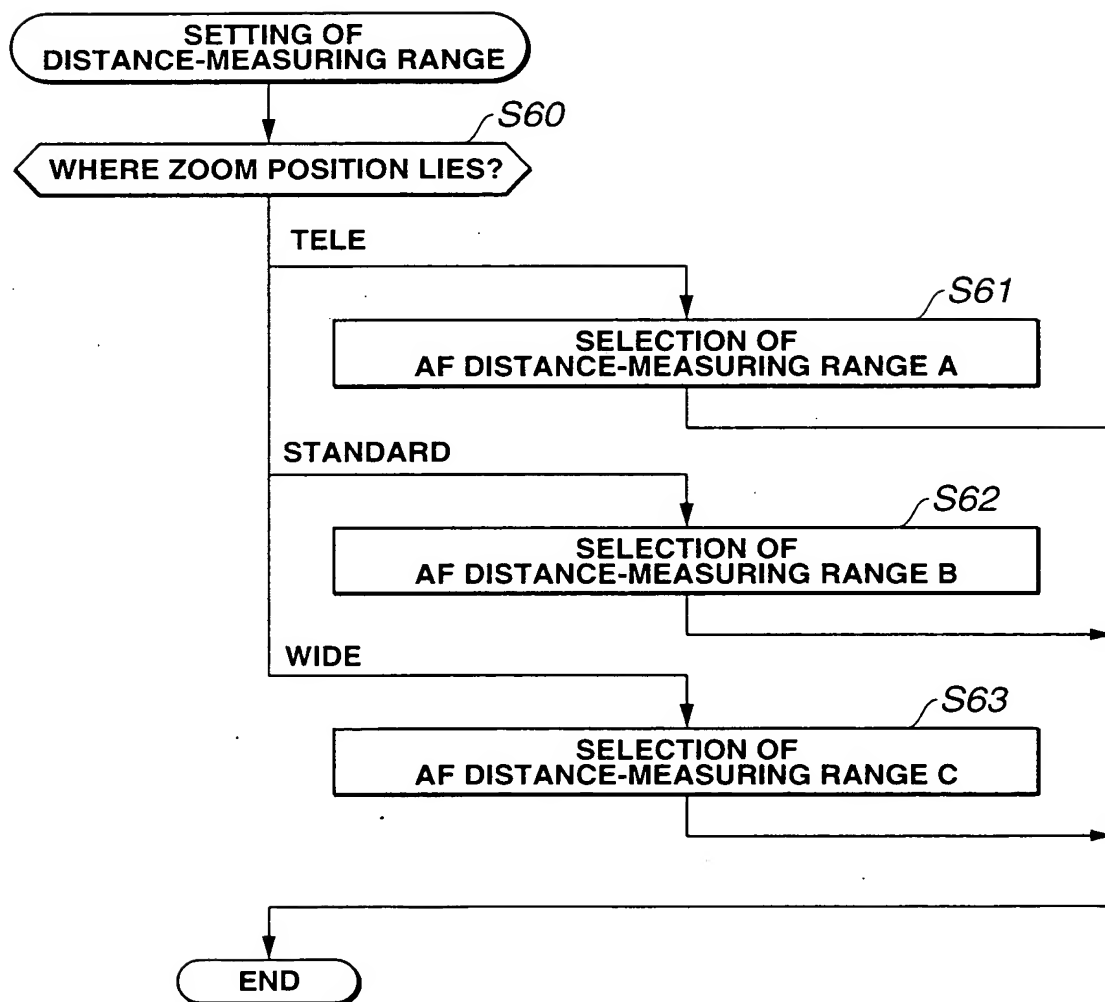 SETTING OF
DISTANCE-MEASURING RANGE
S60
WHERE ZOOM POSITION LIES?
TELE
S61
SELECTION OF
AF DISTANCE-MEASURING RANGE A
STANDARD
S62
SELECTION OF
AF DISTANCE-MEASURING RANGE B
WIDE
S63
SELECTION OF
AF DISTANCE-MEASURING RANGE C
END